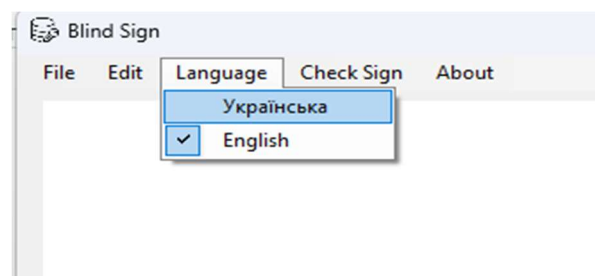 Blind Sign
File Edit Language Check Sign About
Українська
English